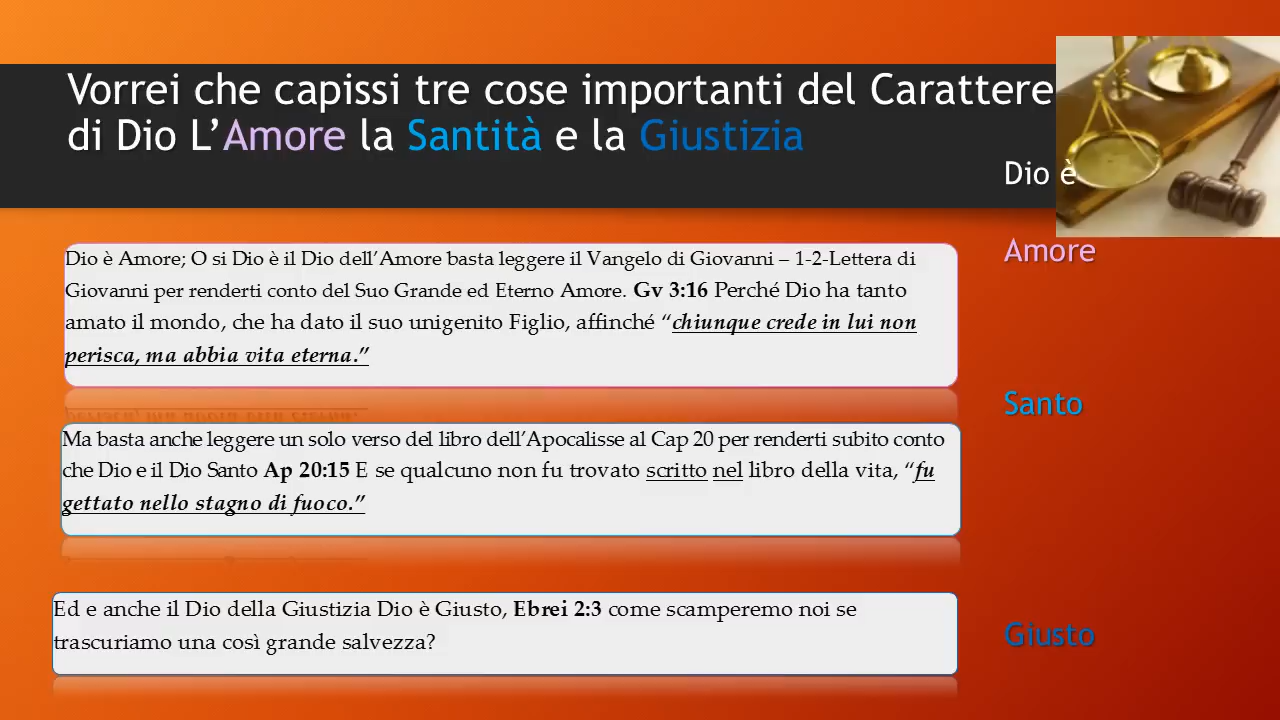 Vorrei che capissi tre cose importanti del Carattere
di Dio L’Amore la Santità e la Giustizia
Dio è
Dio è Amore; O si Dio è il Dio dell’Amore basta leggere il Vangelo di Giovanni – 1-2-Lettera di
Giovanni per renderti conto del Suo Grande ed Eterno Amore. Gv 3:16 Perché Dio ha tanto
amato il mondo, che ha dato il suo unigenito Figlio, affinché “chiunque crede in lui non
perisca, ma abbia vita eterna.”
Amore
Ma basta anche leggere un solo verso del libro dell’Apocalisse al Cap 20 per renderti subito conto
che Dio e il Dio Santo Ap 20:15 E se qualcuno non fu trovato scritto nel libro della vita, “fu
gettato nello stagno di fuoco.”
Santo
Ed e anche il Dio della Giustizia Dio è Giusto, Ebrei 2:3 come scamperemo noi se
trascuriamo una così grande salvezza?
Giusto